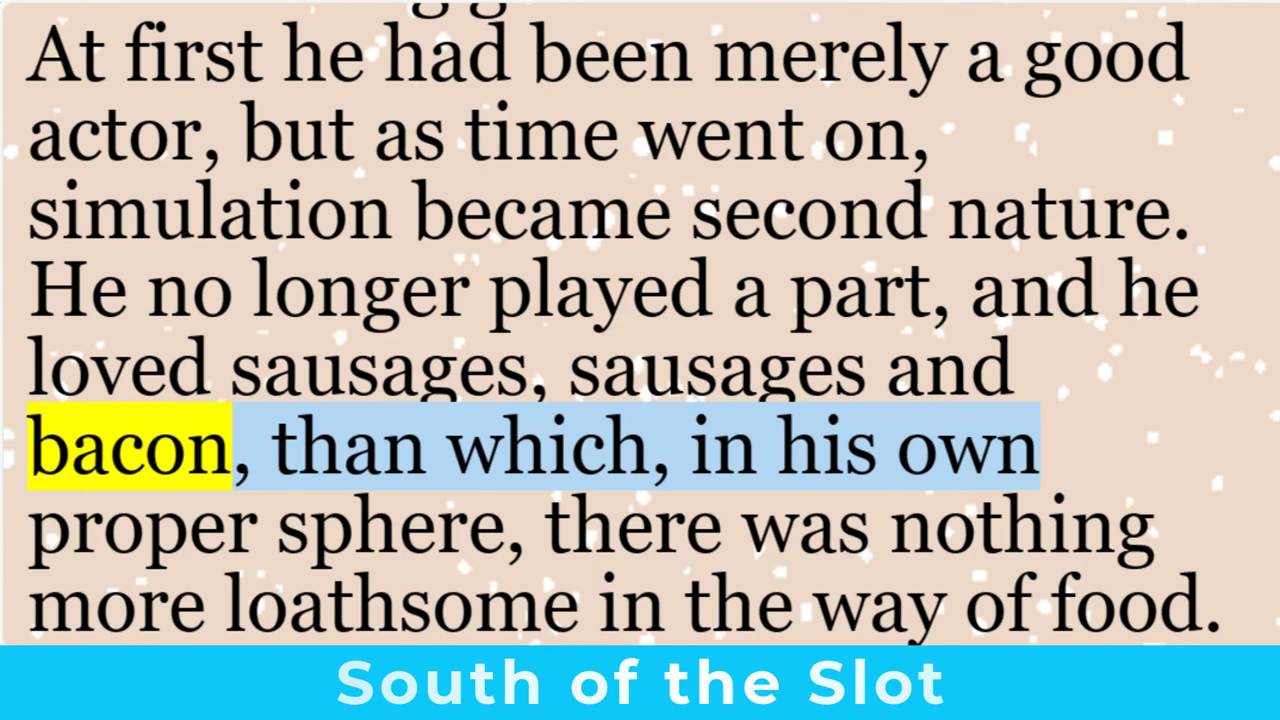 At first he had been merely a good
actor, but as time went on,
simulation became second nature.
He no longer played a part, and he
loved sausages, sausages and
bacon, than which, in his own
proper sphere, there was nothing
more loathsome in the way of food.
South of the Slot